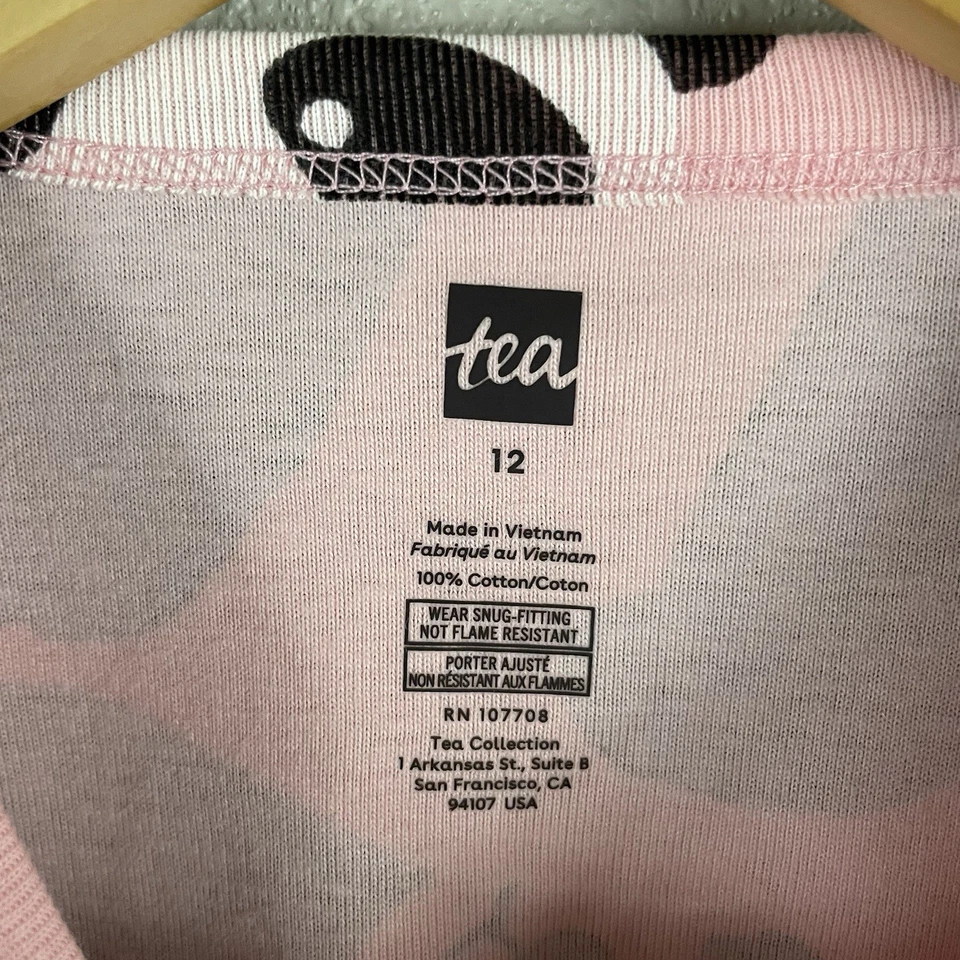 tea
12
Made in Vietnam
Fabriqué au Vietnam
100% Cotton/Coton
WEAR SNUG-FITTING
NOT FLAME RESISTANT
PORTER AJUSTÉ
NON RÉSISTANT AUX FLAMMES
RN 107708
Tea Collection
1 Arkansas St., Suite B
San Francisco, CA
94107 USA